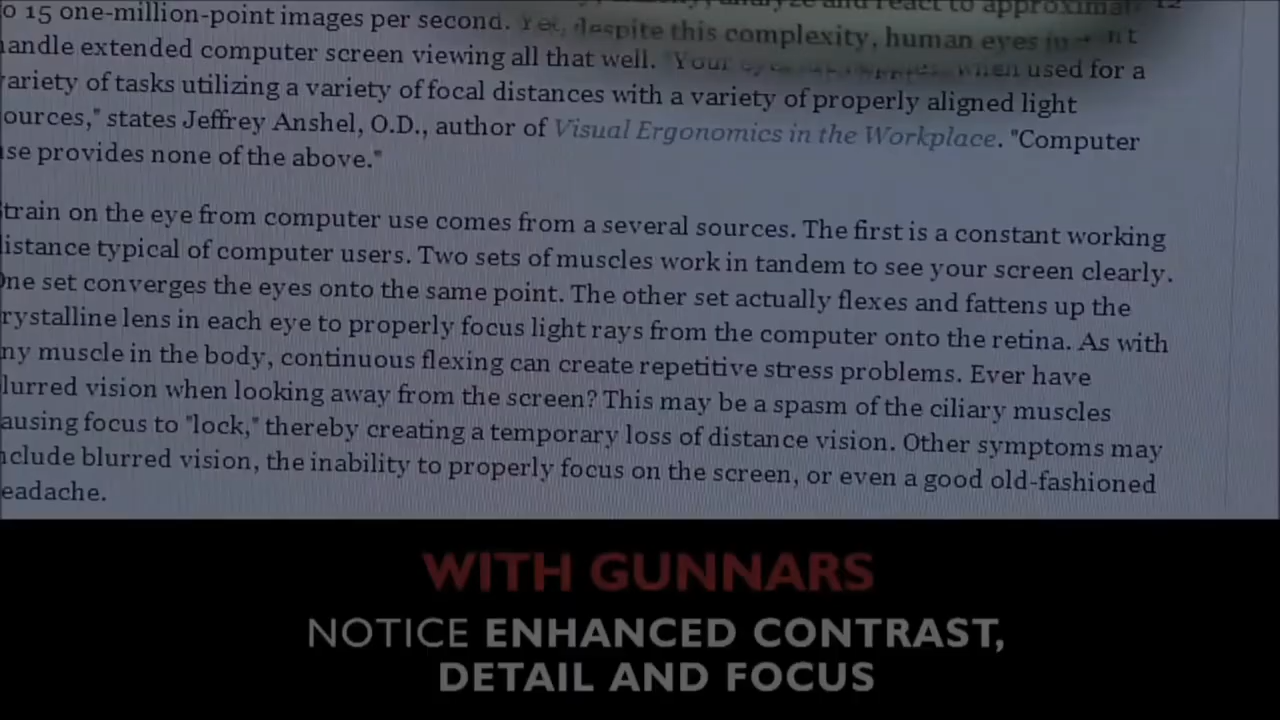 o 15 one-million-point images per second. Yet, despite this complexity, human eyes
andle extended computer screen viewing all that well. "Your when used for a
ariety of tasks utilizing a variety of focal distances with a variety of properly aligned light
ources," states Jeffrey Anshel, O.D., author of Visual Ergonomics in the Workplace. "Computer
se provides none of the above."
train on the eye from computer use comes from a several sources. The first is a constant working
istance typical of computer users. Two sets of muscles work in tandem to see your screen clearly.
One set converges the eyes onto the same point. The other set actually flexes and fattens up the
rystalline lens in each eye to properly focus light rays from the computer onto the retina. As with
ny muscle in the body, continuous flexing can create repetitive stress problems. Ever have
lurred vision when looking away from the screen? This may be a spasm of the ciliary muscles
ausing focus to "lock," thereby creating a temporary loss of distance vision. Other symptoms may
nclude blurred vision, the inability to properly focus on the screen, or even a good old-fashioned
eadache.
WITH GUNNARS
NOTICE ENHANCED CONTRAST,
DETAIL AND FOCUS